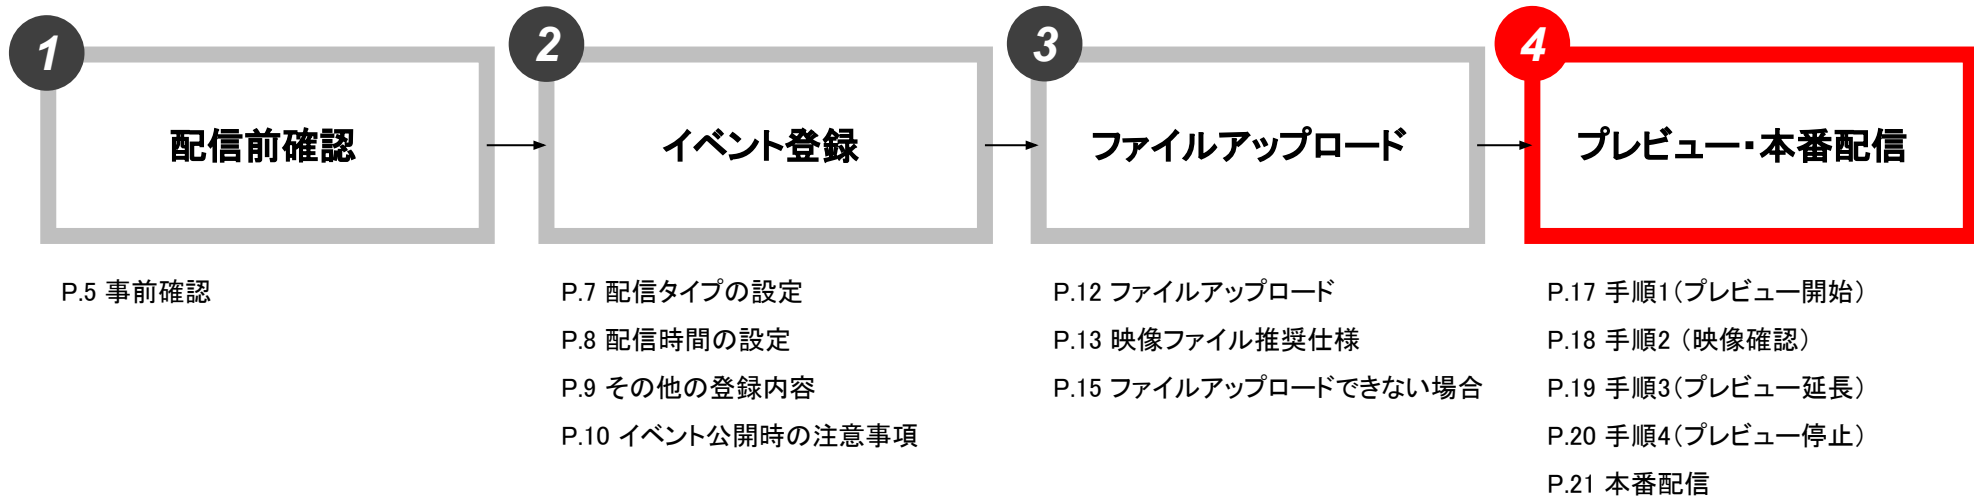 1
配信前確認
P.5 事前確認
2
イベント登録
P.7 配信タイプの設定
P.8 配信時間の設定
P.9 その他の登録内容
P.10 イベント公開時の注意事項
3
ファイルアップロード
P.12 ファイルアップロード
P.13 映像ファイル推奨仕様
P.15 ファイルアップロードできない場合
4
プレビュー・本番配信
P.17 手順1（プレビュー開始）
P.18 手順2 （映像確認）
P.19 手順3（プレビュー延長）
P.20 手順4（プレビュー停止）
P.21 本番配信